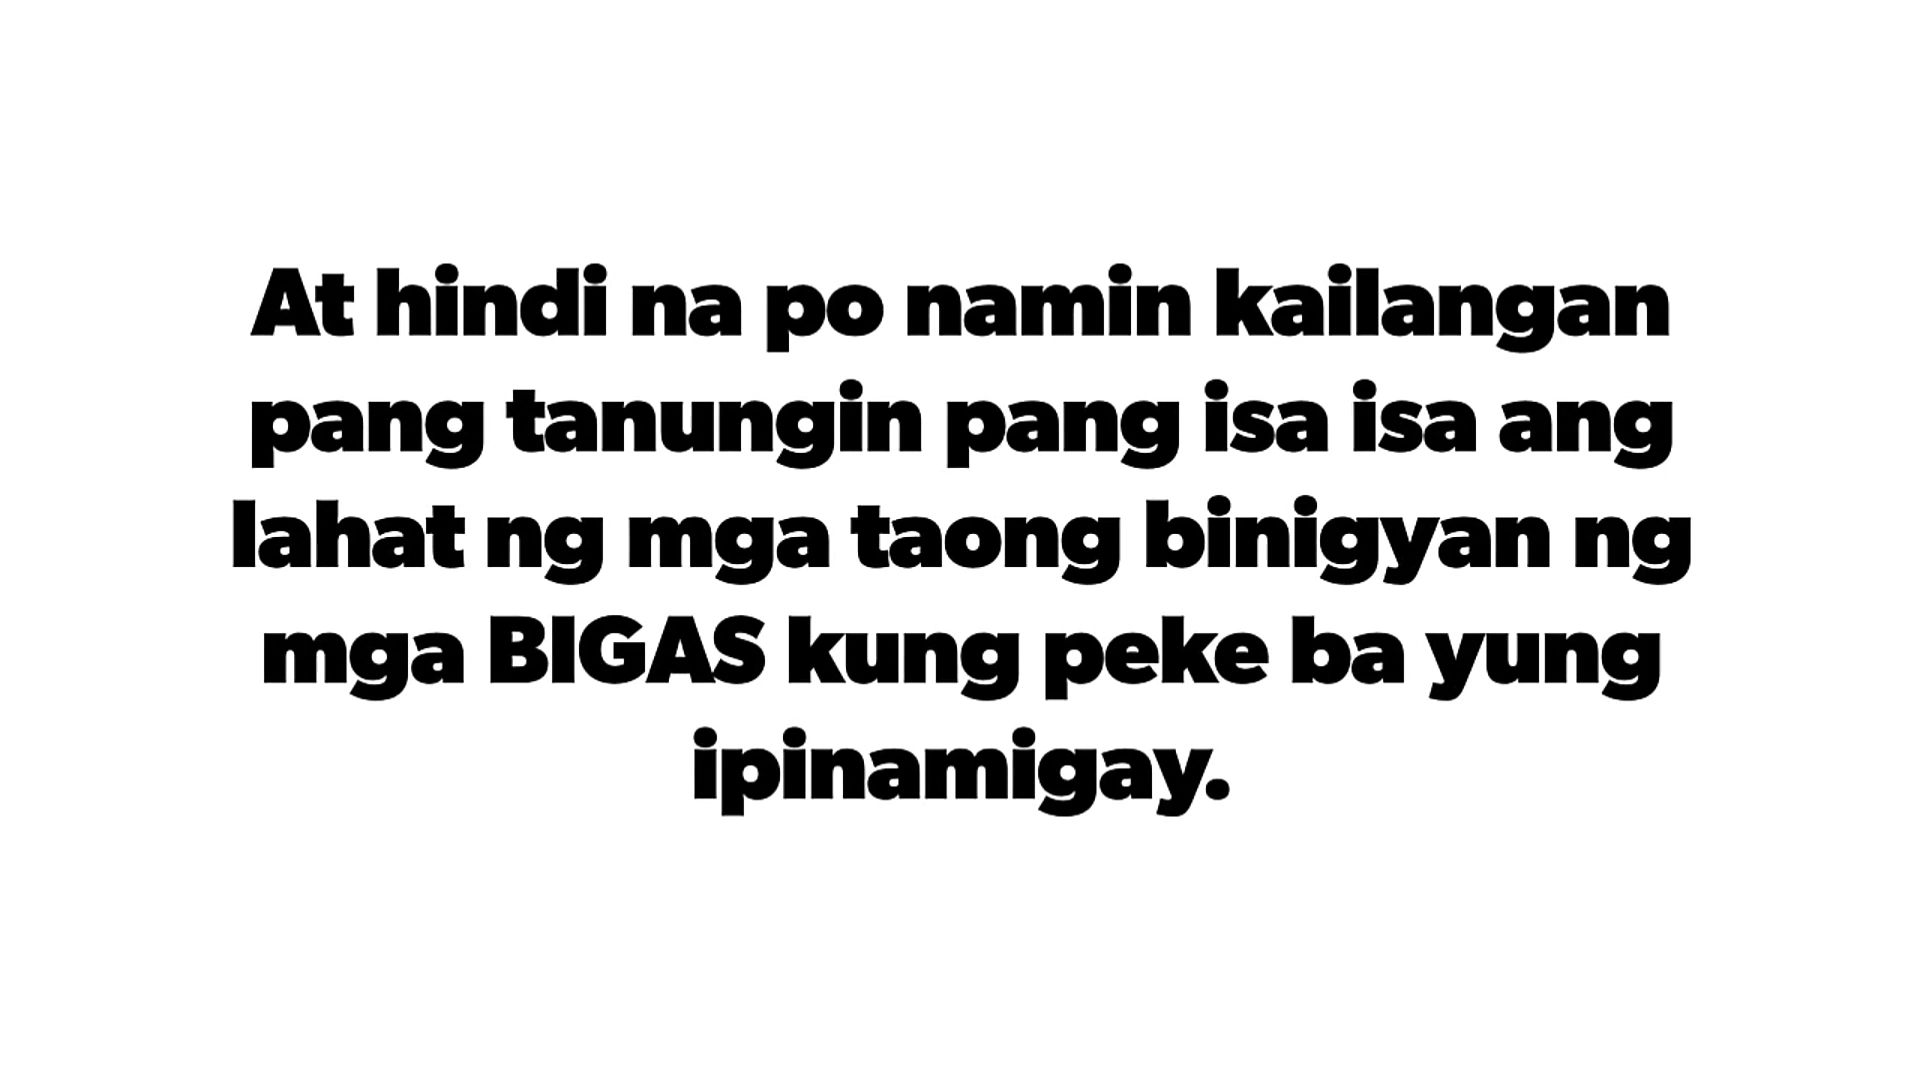 At hindi na po namin kailangan
pang tanungin pang isa isa ang
lahat ng mga taong binigyan ng
mga BIGAS kung peke ba yung
ipinamigay.